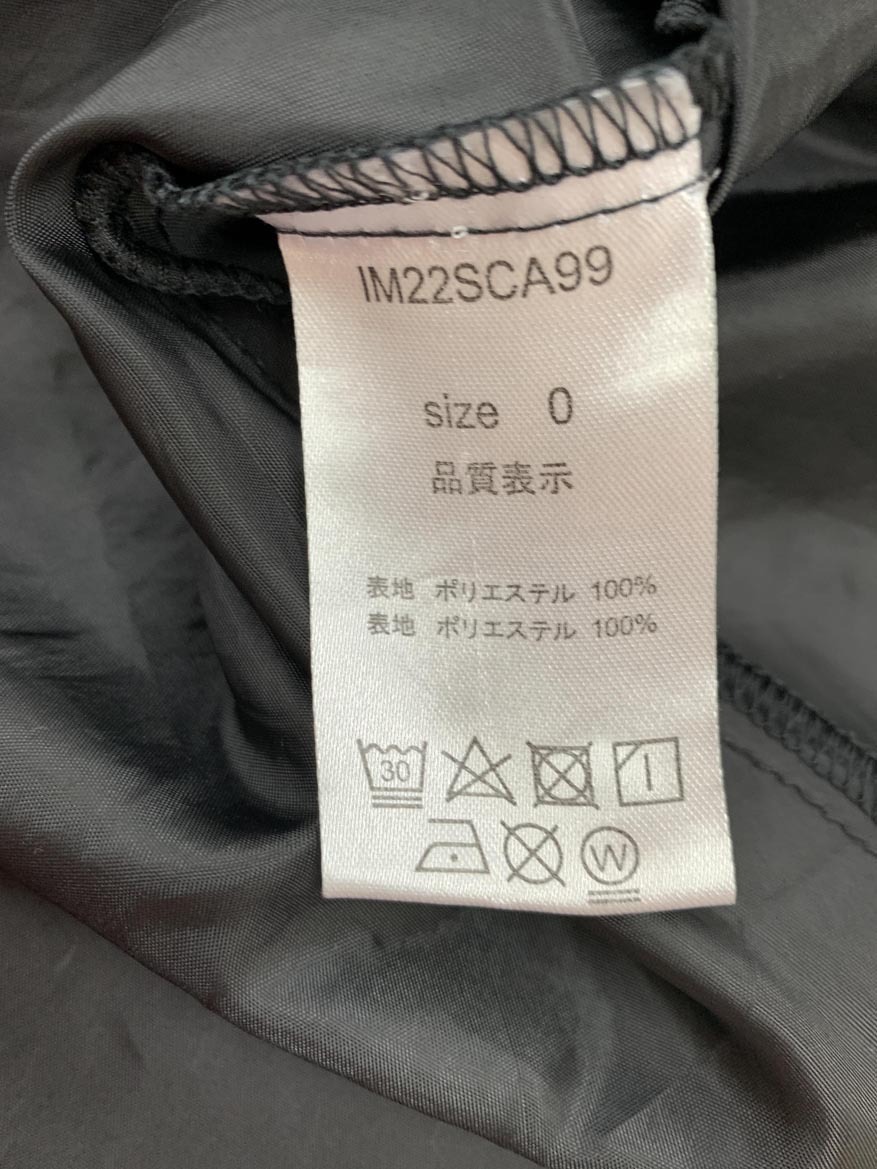 IM22SCA99
size 0
品質表示
表地 ポリエステル 100%
表地 ポリエステル 100%
30
W